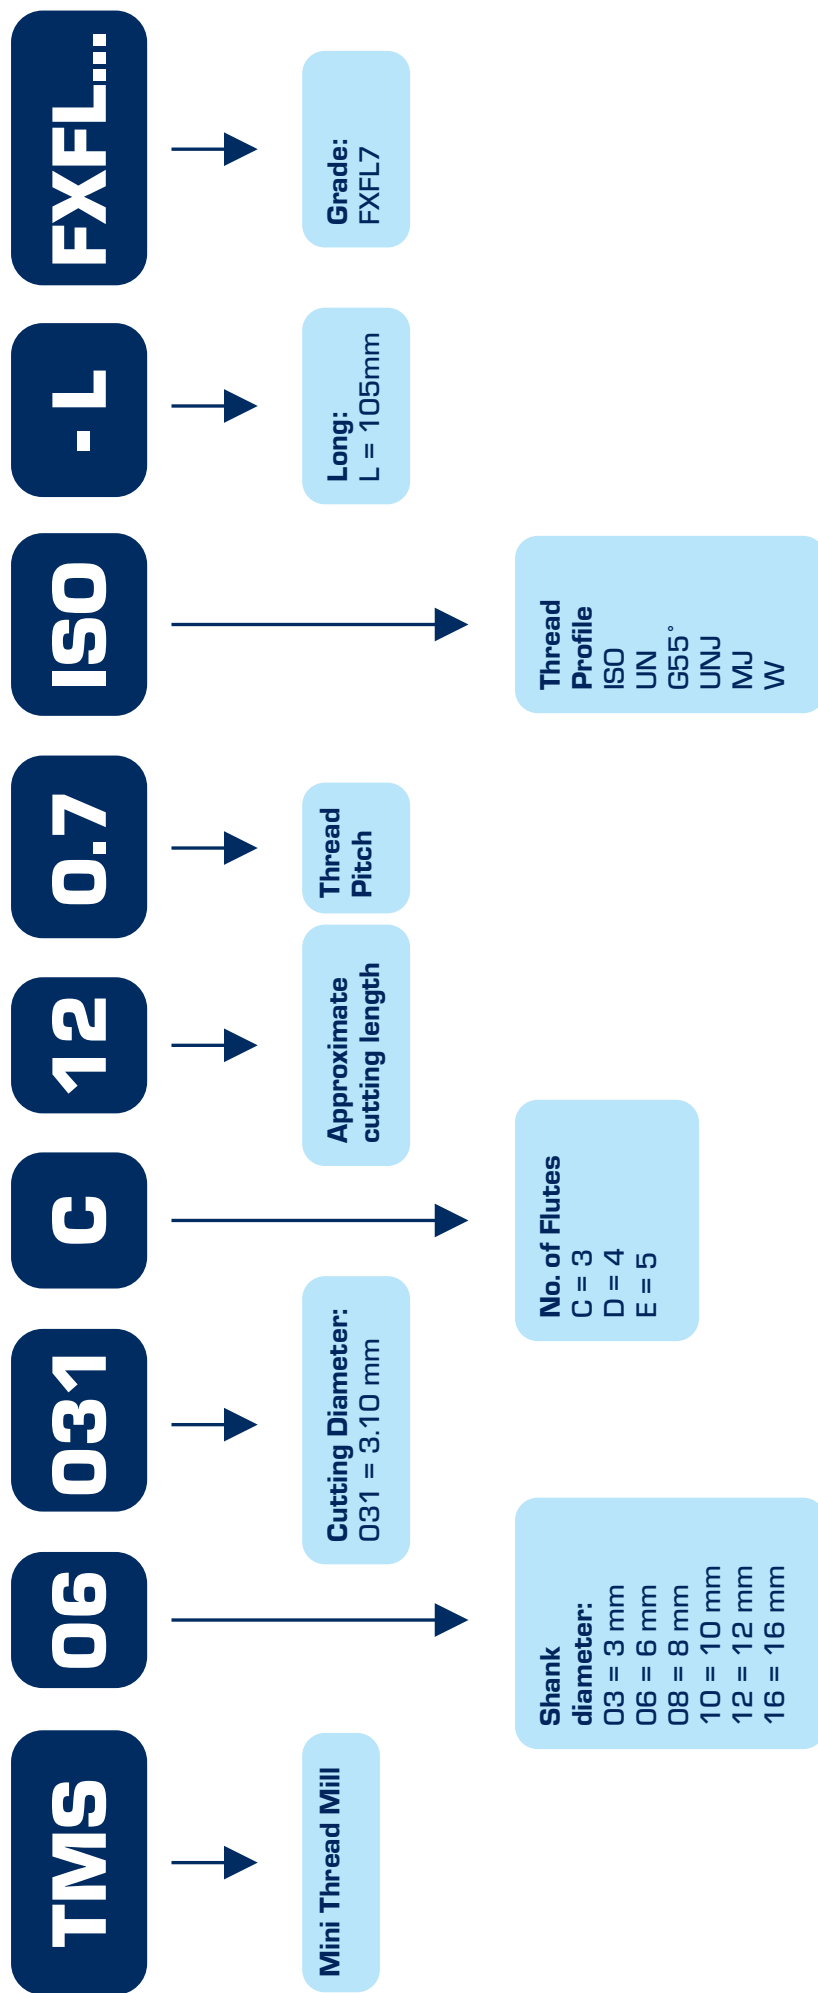 TMS
06
031
C
12
0.7
ISO
- L
FXFL...
Mini Thread Mill
Shank
diameter:
03 = 3 mm
06 = 6 mm
08 = 8 mm
10 = 10 mm
12 = 12 mm
16 = 16 mm
Cutting Diameter:
031 = 3.10 mm
No. of Flutes
C = 3
D = 4
E = 5
Approximate
cutting length
Thread
Pitch
Thread
Profile
ISO
UN
G55°
UNJ
MJ
W
Long:
L = 105mm
Grade:
FXFL7